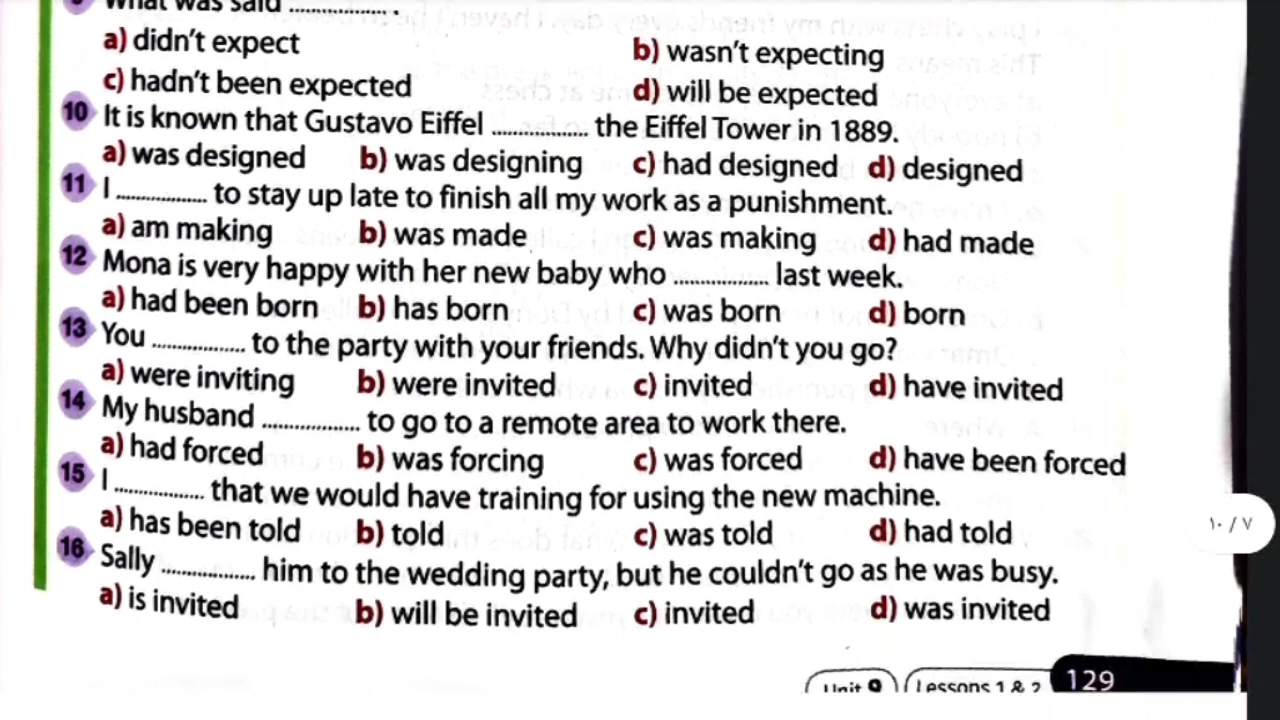 9 What was said ............... .
a) didn't expect b) wasn't expecting
c) hadn't been expected d) will be expected
10 It is known that Gustavo Eiffel ............... the Eiffel Tower in 1889.
a) was designed b) was designing c) had designed d) designed
11 I ............... to stay up late to finish all my work as a punishment.
a) am making b) was made c) was making d) had made
12 Mona is very happy with her new baby who ............... last week.
a) had been born b) has born c) was born d) born
13 You ............... to the party with your friends. Why didn't you go?
a) were inviting b) were invited c) invited d) have invited
14 My husband ............... to go to a remote area to work there.
a) had forced b) was forcing c) was forced d) have been forced
15 I ............... that we would have training for using the new machine.
a) has been told b) told c) was told d) had told
16 Sally ............... him to the wedding party, but he couldn't go as he was busy.
a) is invited b) will be invited c) invited d) was invited
١٠ / ٧
Unit 9 Lessons 1 & 2 129